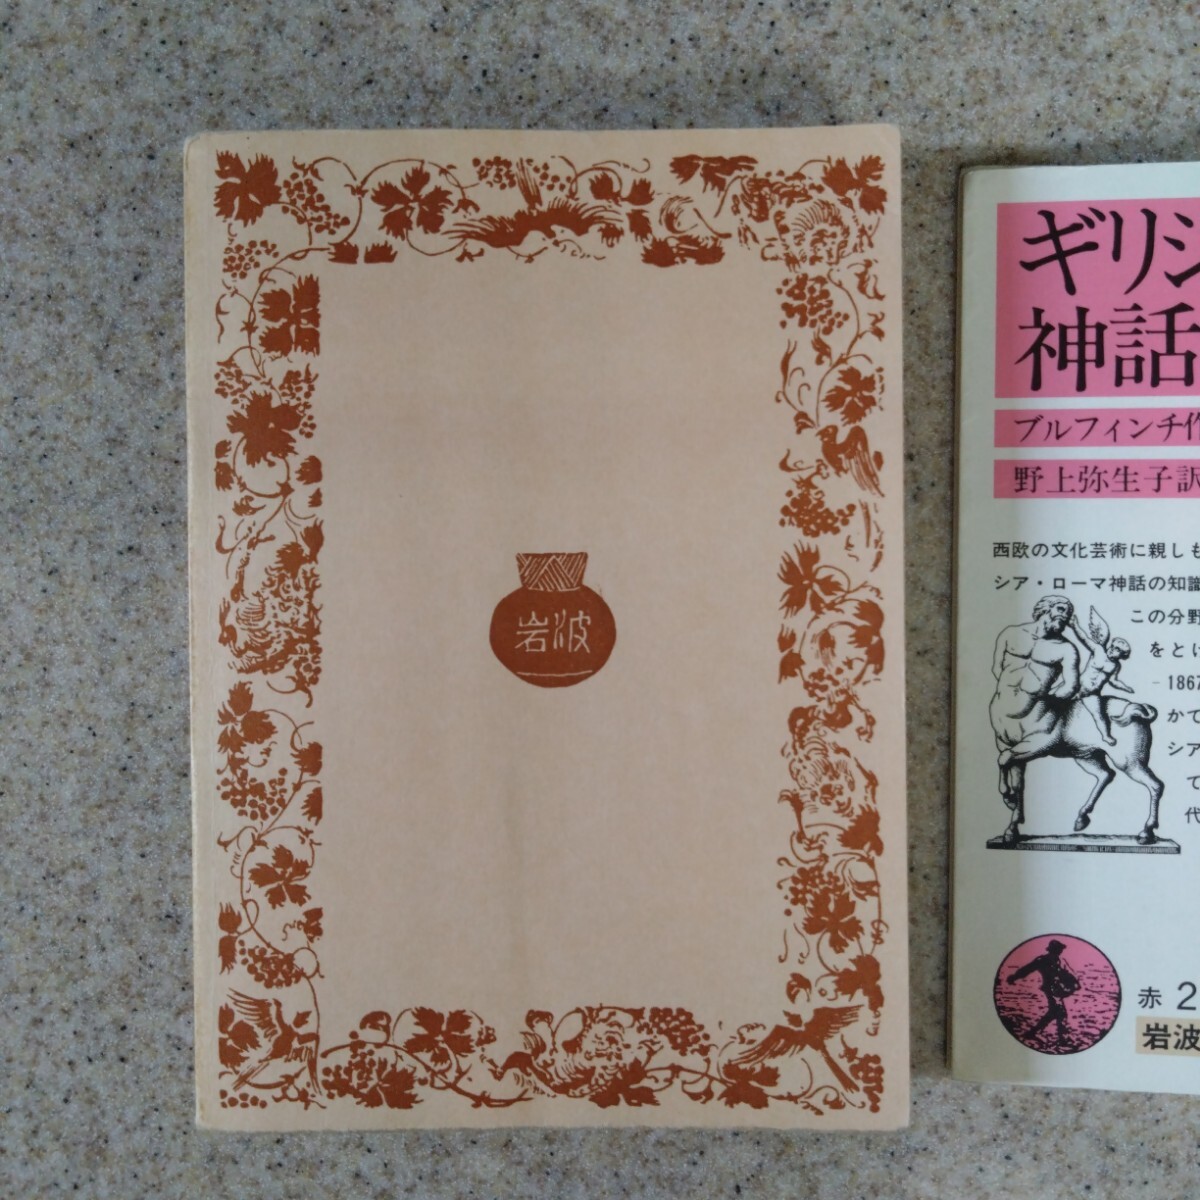 岩波
ギリシ
神話
ブルフィンチ作
野上弥生子訳
西欧の文化芸術に親しも
シア・ローマ神話の知識
この分野
をとけ
1867
かて
シア
て
代
赤 2
岩波